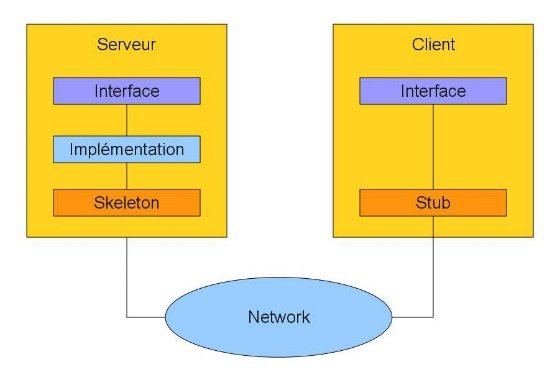 Serveur
Client
Interface
Interface
Implémentation
Skeleton
Stub
Network